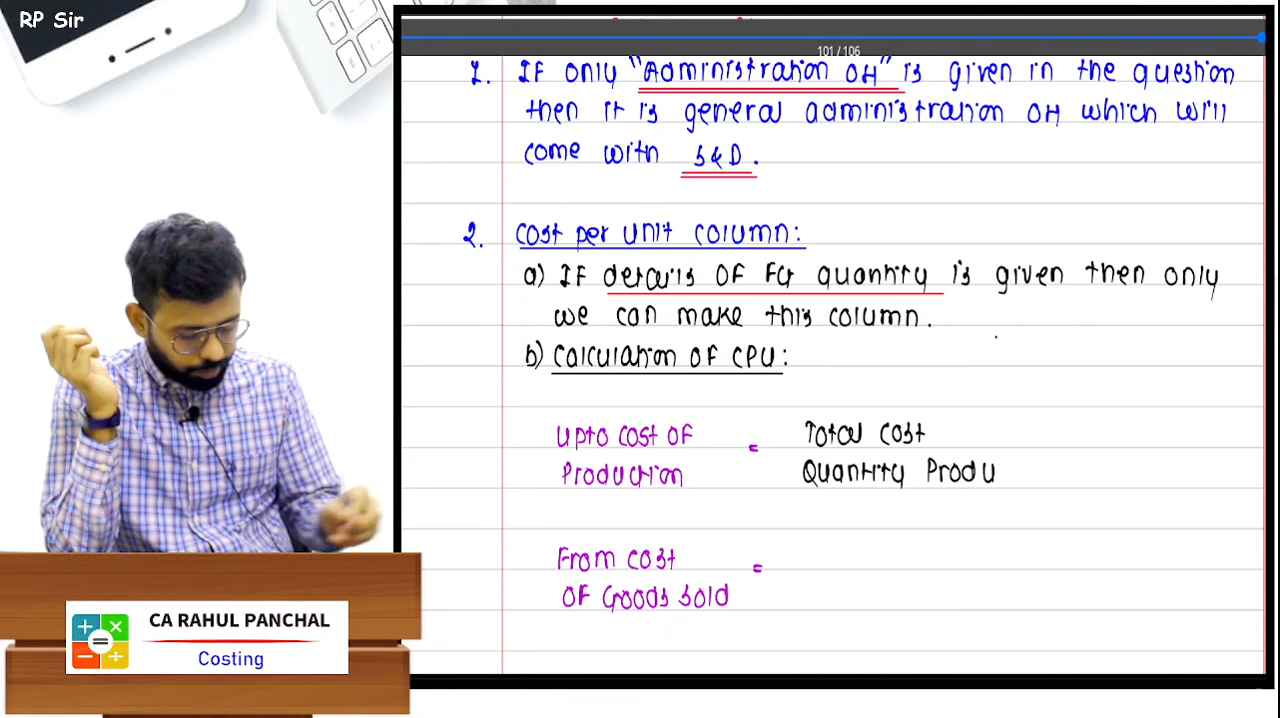 RP Sir
101 / 106
1. If only "Administration OH" is given in the question
then it is general administration OH which will
come with S&D.
2. Cost per unit column:
a) If details of FG quantity is given then only
we can make this column.
b) Calculation of CPU:
Upto cost of
Production
=
Total cost
Quantity Produ
From cost
of Goods sold
=
CA RAHUL PANCHAL
Costing